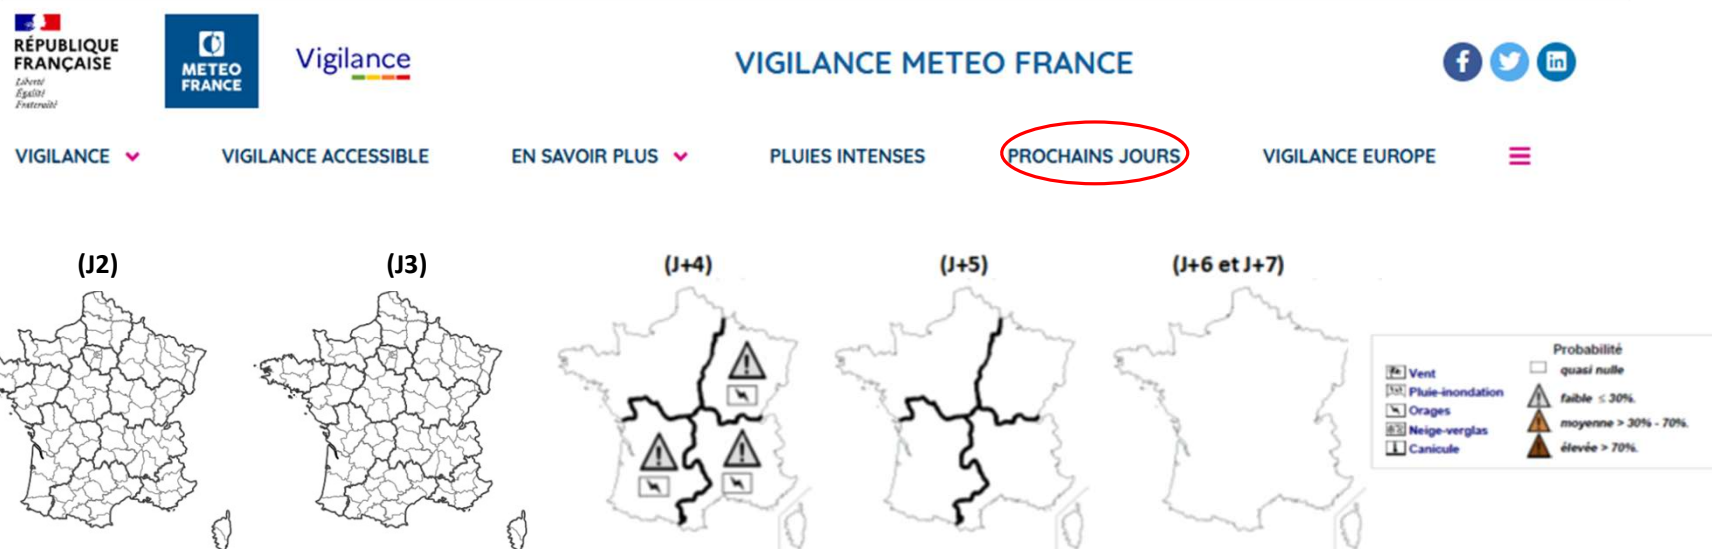 RÉPUBLIQUE
FRANÇAISE
Liberté
Égalité
Fraternité
METEO
FRANCE
Vigilance
VIGILANCE METEO FRANCE
VIGILANCE
VIGILANCE ACCESSIBLE
EN SAVOIR PLUS
PLUIES INTENSES
PROCHAINS JOURS
VIGILANCE EUROPE
(J2)
(J3)
(J+4)
(J+5)
(J+6 et J+7)
Vent
Pluie-inondation
Orages
Neige-verglas
Canicule
Probabilité
quasi nulle
faible ≤ 30%.
moyenne > 30% - 70%.
élevée > 70%.